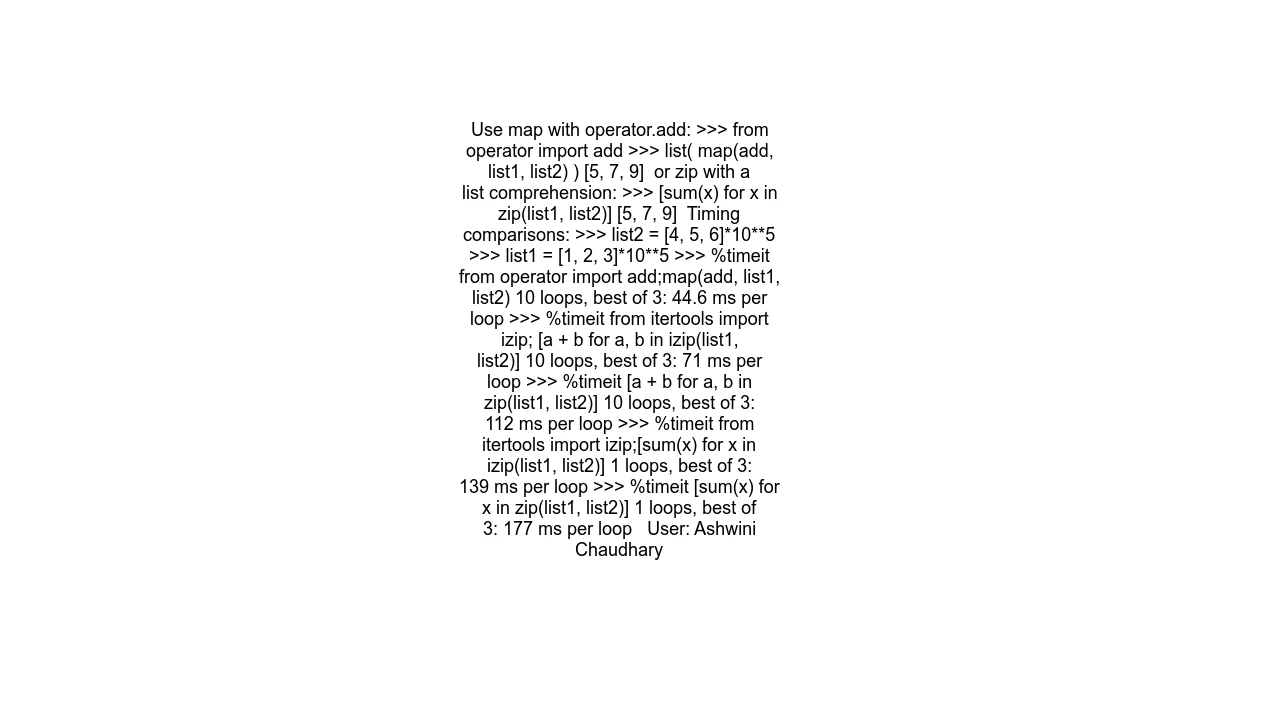 Use map with operator.add: >>> from
operator import add >>> list( map(add,
list1, list2) ) [5, 7, 9]  or zip with a
list comprehension: >>> [sum(x) for x in
zip(list1, list2)] [5, 7, 9]  Timing
comparisons: >>> list2 = [4, 5, 6]*10**5
>>> list1 = [1, 2, 3]*10**5 >>> %timeit
from operator import add;map(add, list1,
list2) 10 loops, best of 3: 44.6 ms per
loop >>> %timeit from itertools import
izip; [a + b for a, b in izip(list1,
list2)] 10 loops, best of 3: 71 ms per
loop >>> %timeit [a + b for a, b in
zip(list1, list2)] 10 loops, best of 3:
112 ms per loop >>> %timeit from
itertools import izip;[sum(x) for x in
izip(list1, list2)] 1 loops, best of 3:
139 ms per loop >>> %timeit [sum(x) for
x in zip(list1, list2)] 1 loops, best of
3: 177 ms per loop   User: Ashwini
Chaudhary